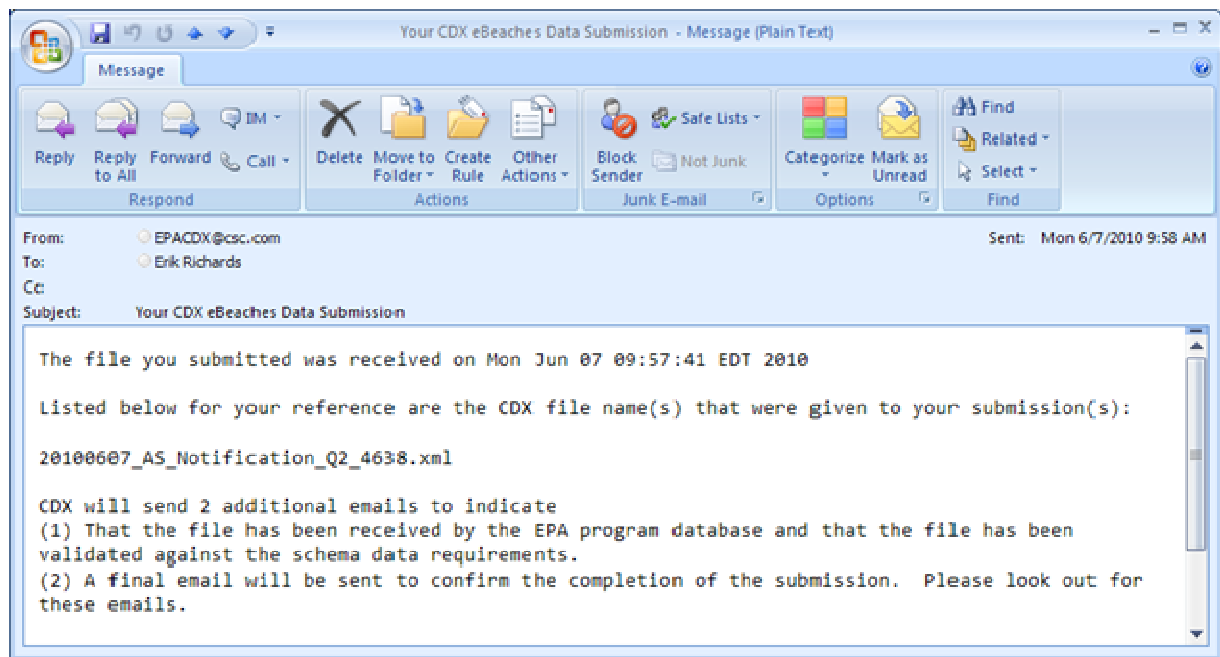 Your CDX eBeaches Data Submission - Message (Plain Text)
Message
Reply
Reply to All
Forward
IM
Call
Respond
Delete
Move to Folder
Create Rule
Other Actions
Actions
Block Sender
Safe Lists
Not Junk
Junk E-mail
Categorize
Mark as Unread
Options
Find
Related
Select
Find
From: EPACDX@csc.com
Sent: Mon 6/7/2010 9:58 AM
To: Erik Richards
Cc:
Subject: Your CDX eBeaches Data Submission
The file you submitted was received on Mon Jun 07 09:57:41 EDT 2010
Listed below for your reference are the CDX file name(s) that were given to your submission(s):
20100607_AS_Notification_Q2_4638.xml
CDX will send 2 additional emails to indicate
(1) That the file has been received by the EPA program database and that the file has been
validated against the schema data requirements.
(2) A final email will be sent to confirm the completion of the submission.  Please look out for
these emails.